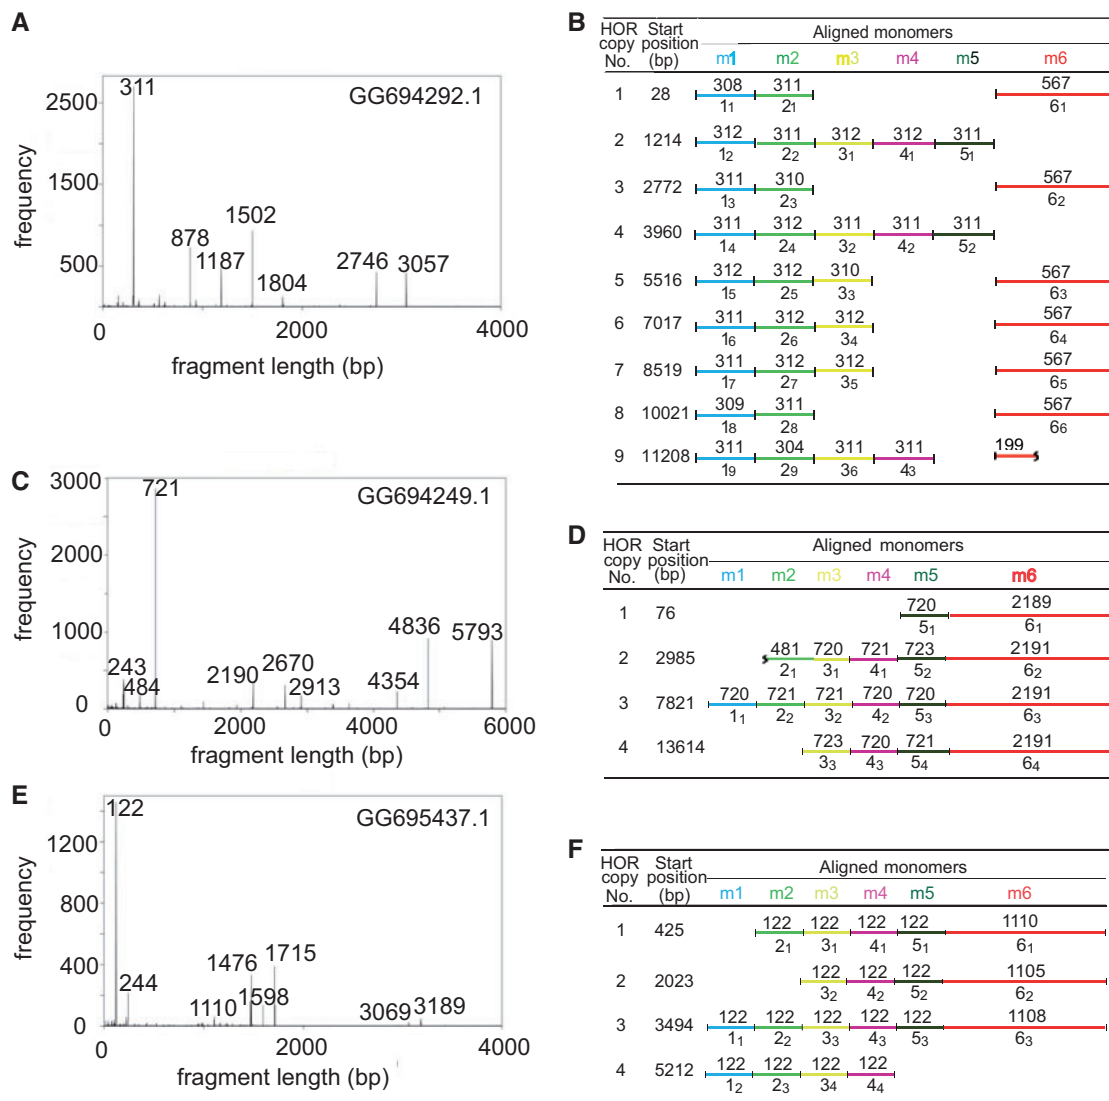 A
GG694292.1
311
2500
1500
500
878
1187
1502
1804
2746
3057
0
2000
4000
frequency
fragment length (bp)
B
HOR copy No.
Start position (bp)
Aligned monomers
m1 m2 m3 m4 m5 m6
308 311 567
1 28
1₁ 2₁ 6₁
312 311 312 312 311
2 1214
1₂ 2₂ 3₁ 4₁ 5₁
311 310 567
3 2772
1₃ 2₃ 6₂
311 312 311 311 311
4 3960
1₄ 2₄ 3₂ 4₂ 5₂
312 312 310 567
5 5516
1₅ 2₅ 3₃ 6₃
311 312 312 567
6 7017
1₆ 2₆ 3₄ 6₄
311 312 312 567
7 8519
1₇ 2₇ 3₅ 6₅
309 311 567
8 10021
1₈ 2₈ 6₆
311 304 311 311 199
9 11208
1₉ 2₉ 3₆ 4₃
C
GG694249.1
721
3000
2000
1000
0
243
484
2190
2670
2913
4354
4836
5793
0
2000
4000
6000
frequency
fragment length (bp)
D
HOR copy No.
Start position (bp)
Aligned monomers
m1 m2 m3 m4 m5 m6
720 2189
1 76
5₁ 6₁
481 720 721 723 2191
2 2985
2₁ 3₁ 4₁ 5₂ 6₂
720 721 721 720 720 2191
3 7821
1₁ 2₂ 3₂ 4₂ 5₃ 6₃
723 720 721 2191
4 13614
3₃ 4₃ 5₄ 6₄
E
GG695437.1
122
1200
800
400
0
244
1110
1476
1598
1715
3069
3189
0
2000
4000
frequency
fragment length (bp)
F
HOR copy No.
Start position (bp)
Aligned monomers
m1 m2 m3 m4 m5 m6
122 122 122 122 1110
1 425
2₁ 3₁ 4₁ 5₁ 6₁
122 122 122 1105
2 2023
3₂ 4₂ 5₂ 6₂
122 122 122 122 122 1108
3 3494
1₁ 2₂ 3₃ 4₃ 5₃ 6₃
122 122 122 122
4 5212
1₂ 2₃ 3₄ 4₄